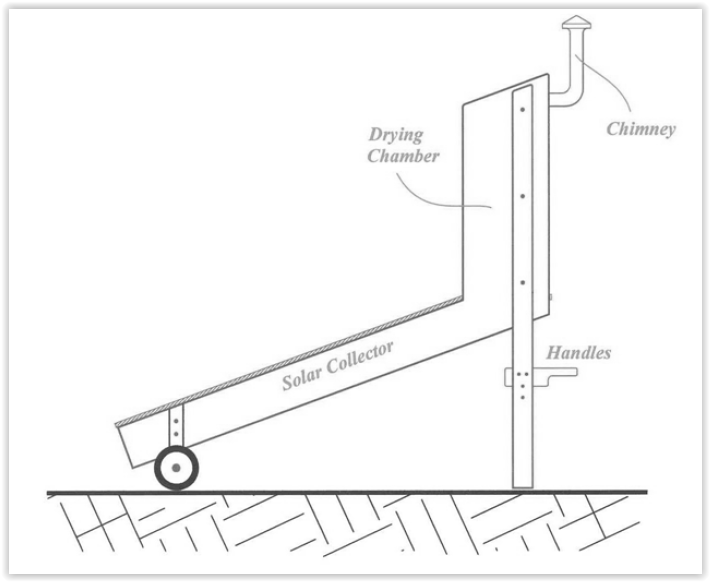 Chimney
Drying
Chamber
Solar Collector
Handles